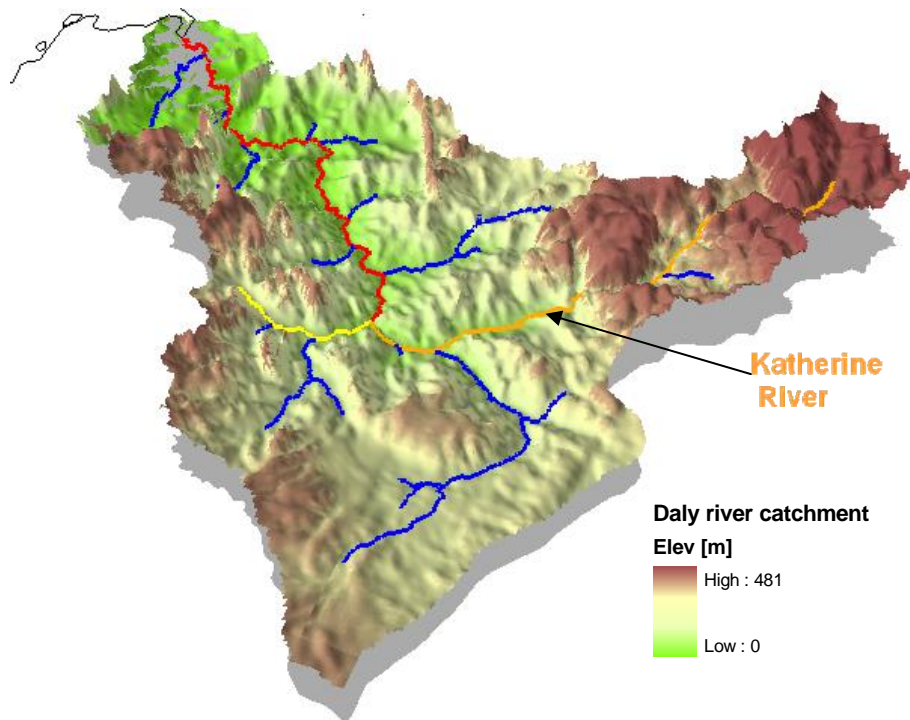 Katherine
River
Daly river catchment
Elev [m]
High : 481
Low : 0